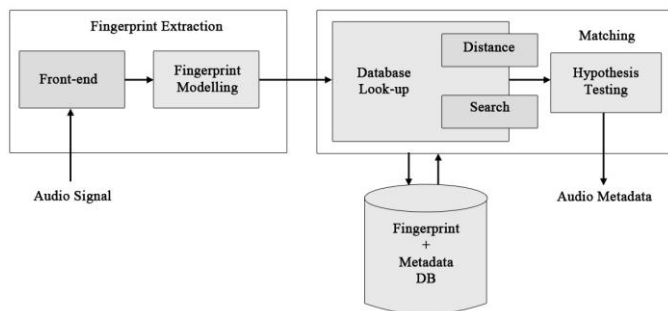 Fingerprint Extraction
Front-end
Fingerprint
Modelling
Audio Signal
Matching
Database
Look-up
Distance
Search
Hypothesis
Testing
Audio Metadata
Fingerprint
+
Metadata
DB